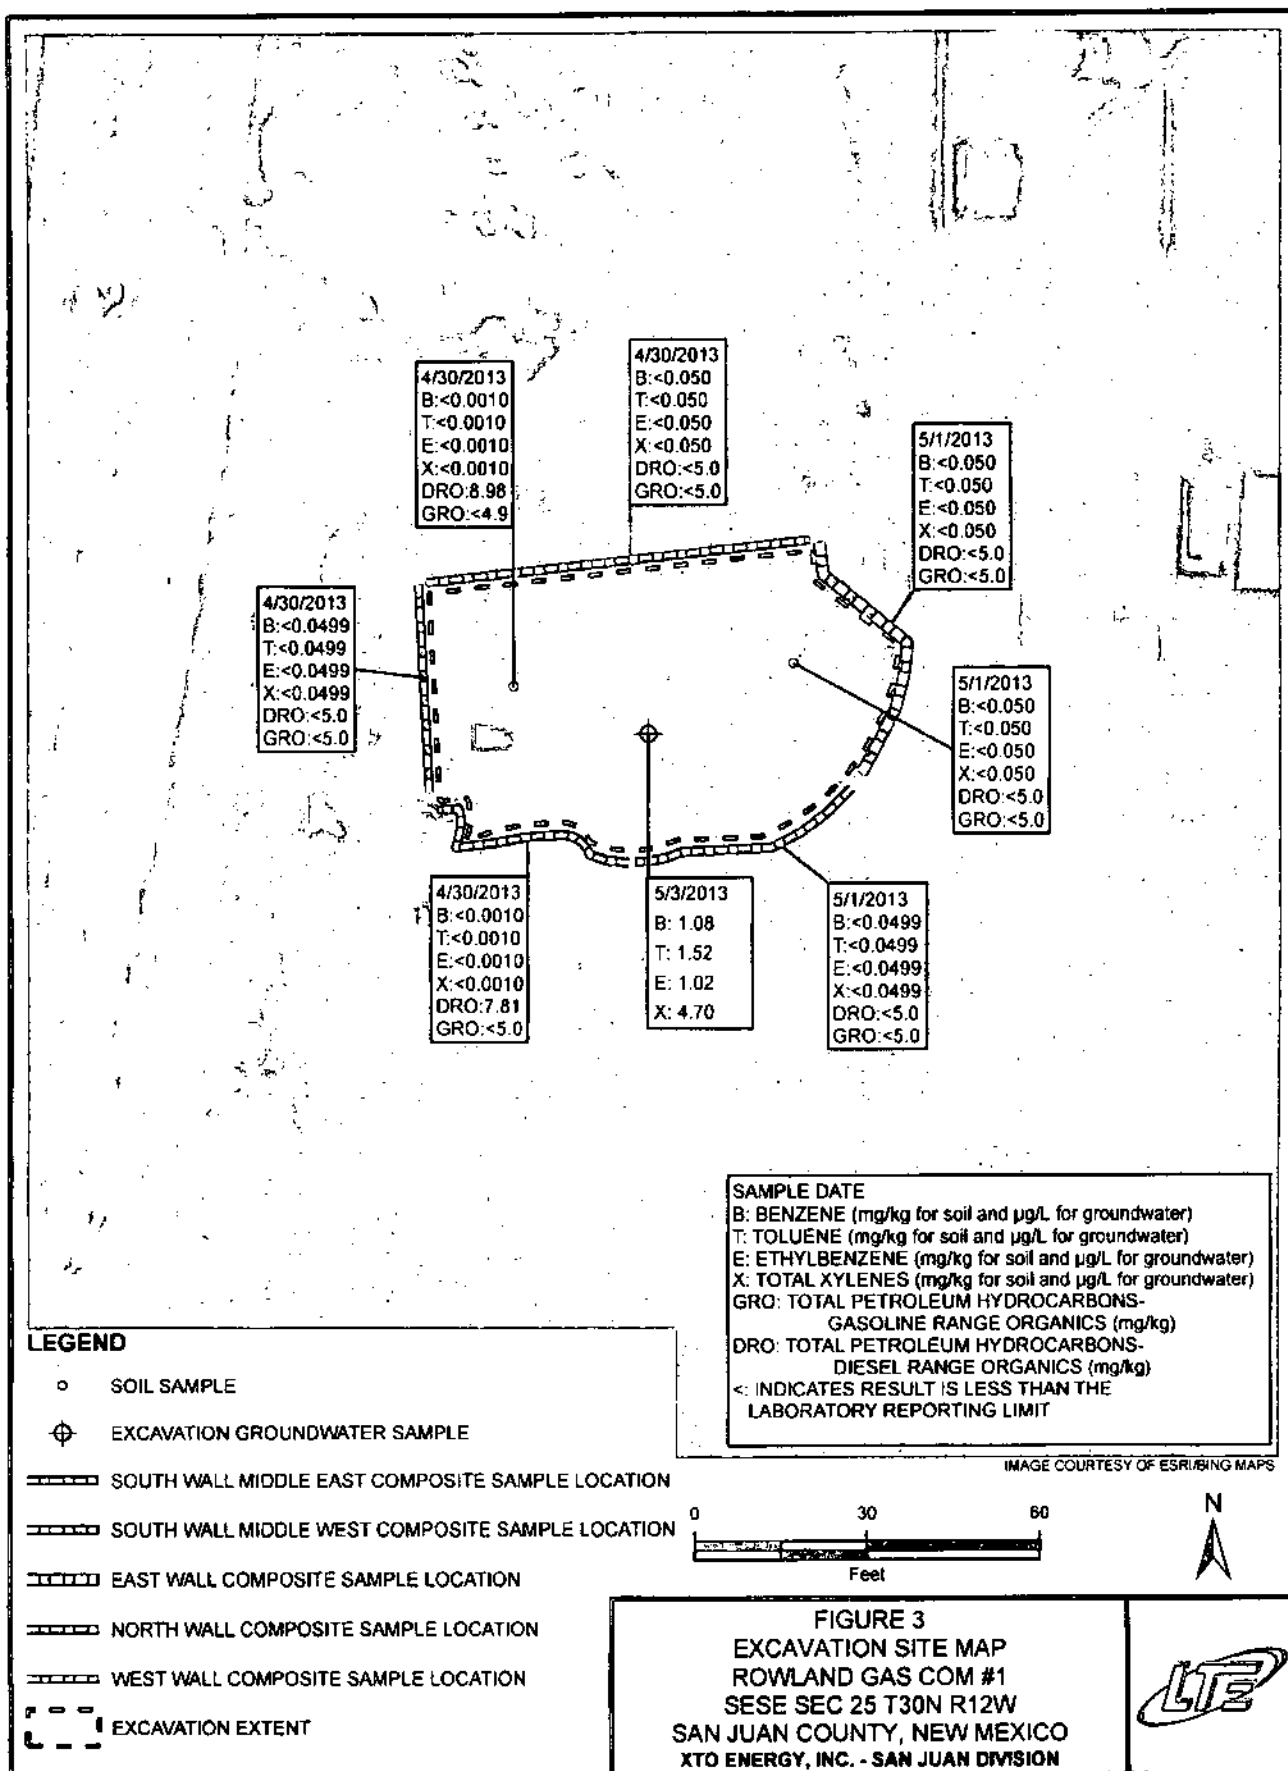 4/30/2013
B:<0.050
T:<0.050
E:<0.050
X:<0.050
DRO:<5.0
GRO:<5.0
4/30/2013
B:<0.0010
T:<0.0010
E:<0.0010
X:<0.0010
DRO:8.98
GRO:<4.9
5/1/2013
B:<0.050
T:<0.050
E:<0.050
X:<0.050
DRO:<5.0
GRO:<5.0
4/30/2013
B:<0.0499
T:<0.0499
E:<0.0499
X:<0.0499
DRO:<5.0
GRO:<5.0
5/1/2013
B:<0.050
T:<0.050
E:<0.050
X:<0.050
DRO:<5.0
GRO:<5.0
4/30/2013
B:<0.0010
T:<0.0010
E:<0.0010
X:<0.0010
DRO:7.81
GRO:<5.0
5/3/2013
B: 1.08
T: 1.52
E: 1.02
X: 4.70
5/1/2013
B:<0.0499
T:<0.0499
E:<0.0499
X:<0.0499
DRO:<5.0
GRO:<5.0
SAMPLE DATE
B: BENZENE (mg/kg for soil and µg/L for groundwater)
T: TOLUENE (mg/kg for soil and µg/L for groundwater)
E: ETHYLBENZENE (mg/kg for soil and µg/L for groundwater)
X: TOTAL XYLENES (mg/kg for soil and µg/L for groundwater)
GRO: TOTAL PETROLEUM HYDROCARBONS-
GASOLINE RANGE ORGANICS (mg/kg)
DRO: TOTAL PETROLEUM HYDROCARBONS-
DIESEL RANGE ORGANICS (mg/kg)
<: INDICATES RESULT IS LESS THAN THE
LABORATORY REPORTING LIMIT
IMAGE COURTESY OF ESRI/BING MAPS
LEGEND
SOIL SAMPLE
EXCAVATION GROUNDWATER SAMPLE
SOUTH WALL MIDDLE EAST COMPOSITE SAMPLE LOCATION
SOUTH WALL MIDDLE WEST COMPOSITE SAMPLE LOCATION
EAST WALL COMPOSITE SAMPLE LOCATION
NORTH WALL COMPOSITE SAMPLE LOCATION
WEST WALL COMPOSITE SAMPLE LOCATION
EXCAVATION EXTENT
0 30 60
Feet
N
FIGURE 3
EXCAVATION SITE MAP
ROWLAND GAS COM #1
SESE SEC 25 T30N R12W
SAN JUAN COUNTY, NEW MEXICO
XTO ENERGY, INC. - SAN JUAN DIVISION
LTE